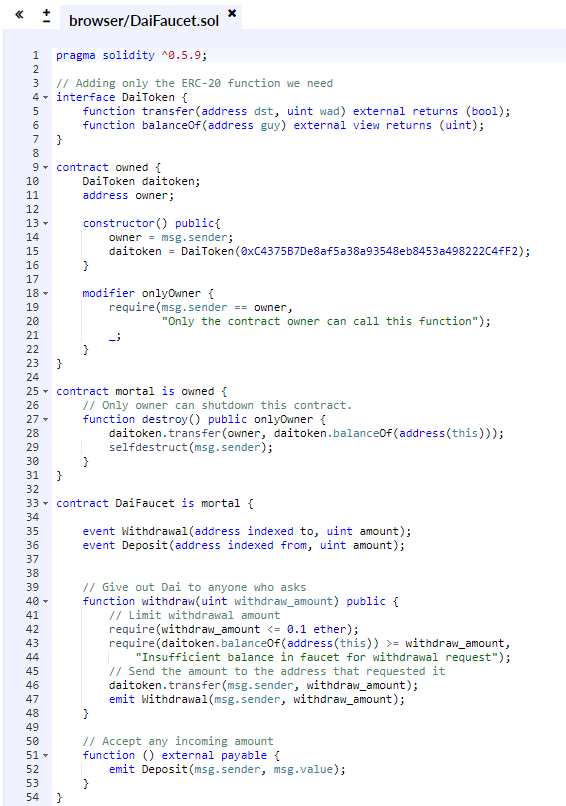 browser/DaiFaucet.sol
1 pragma solidity ^0.5.9;
2
3 // Adding only the ERC-20 function we need
4 interface DaiToken {
5     function transfer(address dst, uint wad) external returns (bool);
6     function balanceOf(address guy) external view returns (uint);
7 }
8
9 contract owned {
10     DaiToken daitoken;
11     address owner;
12
13     constructor() public{
14         owner = msg.sender;
15         daitoken = DaiToken(0xC4375B7De8af5a38a93548eb8453a498222C4fF2);
16     }
17
18     modifier onlyOwner {
19         require(msg.sender == owner,
20                 "Only the contract owner can call this function");
21         _;
22     }
23 }
24
25 contract mortal is owned {
26     // Only owner can shutdown this contract.
27     function destroy() public onlyOwner {
28         daitoken.transfer(owner, daitoken.balanceOf(address(this)));
29         selfdestruct(msg.sender);
30     }
31 }
32
33 contract DaiFaucet is mortal {
34
35     event Withdrawal(address indexed to, uint amount);
36     event Deposit(address indexed from, uint amount);
37
38
39     // Give out Dai to anyone who asks
40     function withdraw(uint withdraw_amount) public {
41         // Limit withdrawal amount
42         require(withdraw_amount <= 0.1 ether);
43         require(daitoken.balanceOf(address(this)) >= withdraw_amount,
44             "Insufficient balance in faucet for withdrawal request");
45         // Send the amount to the address that requested it
46         daitoken.transfer(msg.sender, withdraw_amount);
47         emit Withdrawal(msg.sender, withdraw_amount);
48     }
49
50     // Accept any incoming amount
51     function () external payable {
52         emit Deposit(msg.sender, msg.value);
53     }
54 }